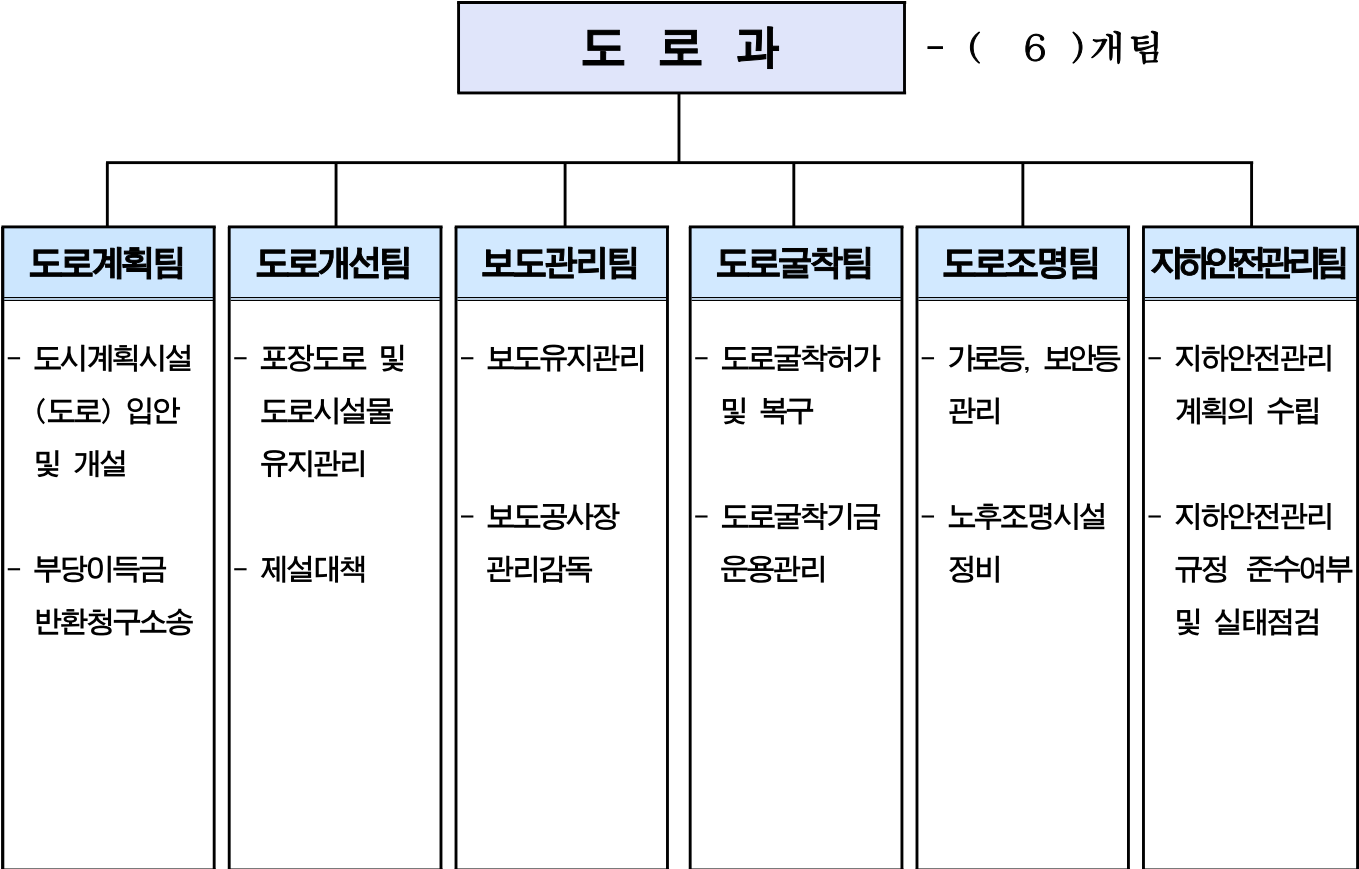 도 로 과
- ( 6 )개팀
도로계획팀
- 도시계획시설
(도로) 입안
및 개설
- 부당이득금
반환청구소송
도로개선팀
- 포장도로 및
도로시설물
유지관리
- 제설대책
보도관리팀
- 보도유지관리
- 보도공사장
관리감독
도로굴착팀
- 도로굴착허가
및 복구
- 도로굴착기금
운용관리
도로조명팀
- 가로등, 보안등
관리
- 노후조명시설
정비
지하안전관리팀
- 지하안전관리
계획의 수립
- 지하안전관리
규정 준수여부
및 실태점검